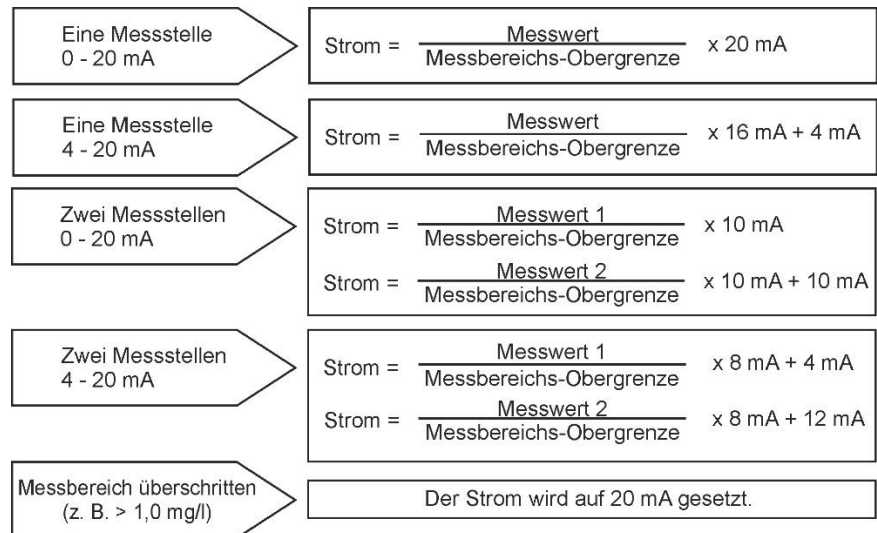 Eine Messstelle
0 - 20 mA
Strom = Messwert / Messbereichs-Obergrenze x 20 mA
Eine Messstelle
4 - 20 mA
Strom = Messwert / Messbereichs-Obergrenze x 16 mA + 4 mA
Zwei Messstellen
0 - 20 mA
Strom = Messwert 1 / Messbereichs-Obergrenze x 10 mA
Strom = Messwert 2 / Messbereichs-Obergrenze x 10 mA + 10 mA
Zwei Messstellen
4 - 20 mA
Strom = Messwert 1 / Messbereichs-Obergrenze x 8 mA + 4 mA
Strom = Messwert 2 / Messbereichs-Obergrenze x 8 mA + 12 mA
Messbereich überschritten
(z. B. > 1,0 mg/l)
Der Strom wird auf 20 mA gesetzt.